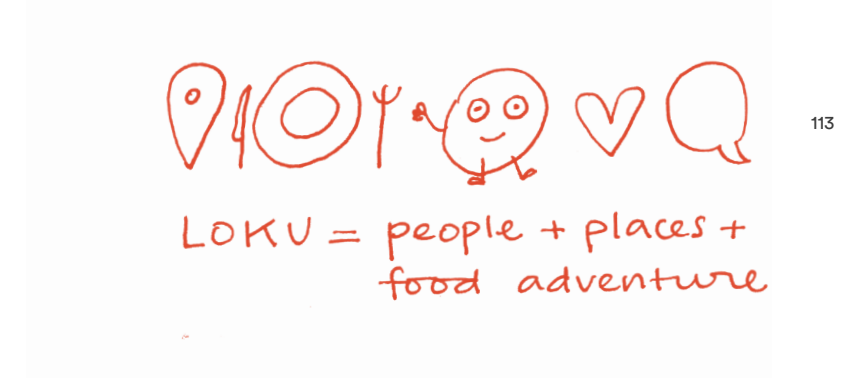 113
LOKU = people + places +
food adventure